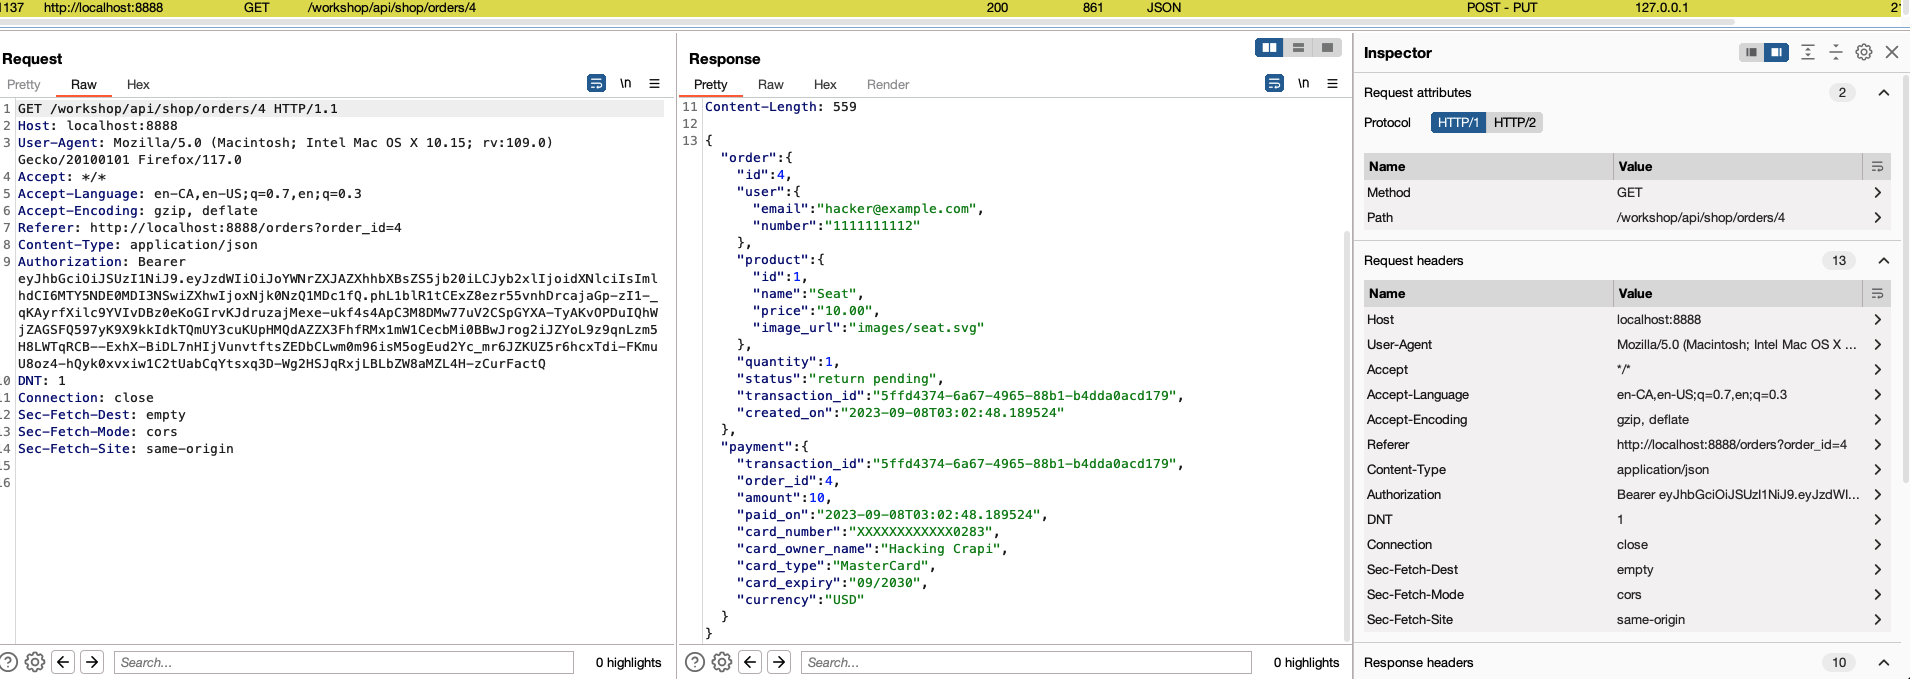 1137 http://localhost:8888 GET /workshop/api/shop/orders/4 200 861 JSON POST - PUT 127.0.0.1
Request
Pretty Raw Hex \n
1 GET /workshop/api/shop/orders/4 HTTP/1.1
2 Host: localhost:8888
3 User-Agent: Mozilla/5.0 (Macintosh; Intel Mac OS X 10.15; rv:109.0)
Gecko/20100101 Firefox/117.0
4 Accept: */*
5 Accept-Language: en-CA,en-US;q=0.7,en;q=0.3
6 Accept-Encoding: gzip, deflate
7 Referer: http://localhost:8888/orders?order_id=4
8 Content-Type: application/json
9 Authorization: Bearer
eyJhbGciOiJSUzI1NiJ9.eyJzdWIiOiJoYWNrZXJAZXhhbXBsZS5jb20iLCJyb2xlIjoidXNlciIsIml
hdCI6MTY5NDE0MDI3NSwiZXhwIjoxNjk0NzQ1MDc1fQ.phL1blR1tCExZ8ezr55vnhDrcajaGp-zI1-_
qKAyrfXilc9YVIvDBz0eKoGIrvKJdruzajMexe-ukf4s4ApC3M8DMw77uV2CSpGYXA-TyAKvOPDuIQhW
jZAGSFQ597yK9X9kkIdkTQmUY3cuKUpHMQdAZZX3FhfRMx1mW1CecbMi0BBwJrog2iJZYoL9z9qnLzm5
H8LWTqRCB--ExhX-BiDL7nHIjVunvtftsZEDbCLwm0m96isM5ogEud2Yc_mr6JZKUZ5r6hcxTdi-FKmu
U8oz4-hQyk0xvxiw1C2tUabCqYtsxq3D-Wg2HSJqRxjLBLbZW8aMZL4H-zCurFactQ
10 DNT: 1
11 Connection: close
12 Sec-Fetch-Dest: empty
13 Sec-Fetch-Mode: cors
14 Sec-Fetch-Site: same-origin
15
16
Search... 0 highlights
Response
Pretty Raw Hex Render \n
11 Content-Length: 559
12
13 {
"order":{
"id":4,
"user":{
"email":"hacker@example.com",
"number":"1111111112"
},
"product":{
"id":1,
"name":"Seat",
"price":"10.00",
"image_url":"images/seat.svg"
},
"quantity":1,
"status":"return pending",
"transaction_id":"5ffd4374-6a67-4965-88b1-b4dda0acd179",
"created_on":"2023-09-08T03:02:48.189524"
},
"payment":{
"transaction_id":"5ffd4374-6a67-4965-88b1-b4dda0acd179",
"order_id":4,
"amount":10,
"paid_on":"2023-09-08T03:02:48.189524",
"card_number":"XXXXXXXXXXXX0283",
"card_owner_name":"Hacking Crapi",
"card_type":"MasterCard",
"card_expiry":"09/2030",
"currency":"USD"
}
}
Search... 0 highlights
Inspector
Request attributes 2
Protocol HTTP/1 HTTP/2
Name Value
Method GET
Path /workshop/api/shop/orders/4
Request headers 13
Name Value
Host localhost:8888
User-Agent Mozilla/5.0 (Macintosh; Intel Mac OS X ...
Accept */*
Accept-Language en-CA,en-US;q=0.7,en;q=0.3
Accept-Encoding gzip, deflate
Referer http://localhost:8888/orders?order_id=4
Content-Type application/json
Authorization Bearer eyJhbGciOiJSUzI1NiJ9.eyJzdWI...
DNT 1
Connection close
Sec-Fetch-Dest empty
Sec-Fetch-Mode cors
Sec-Fetch-Site same-origin
Response headers 10